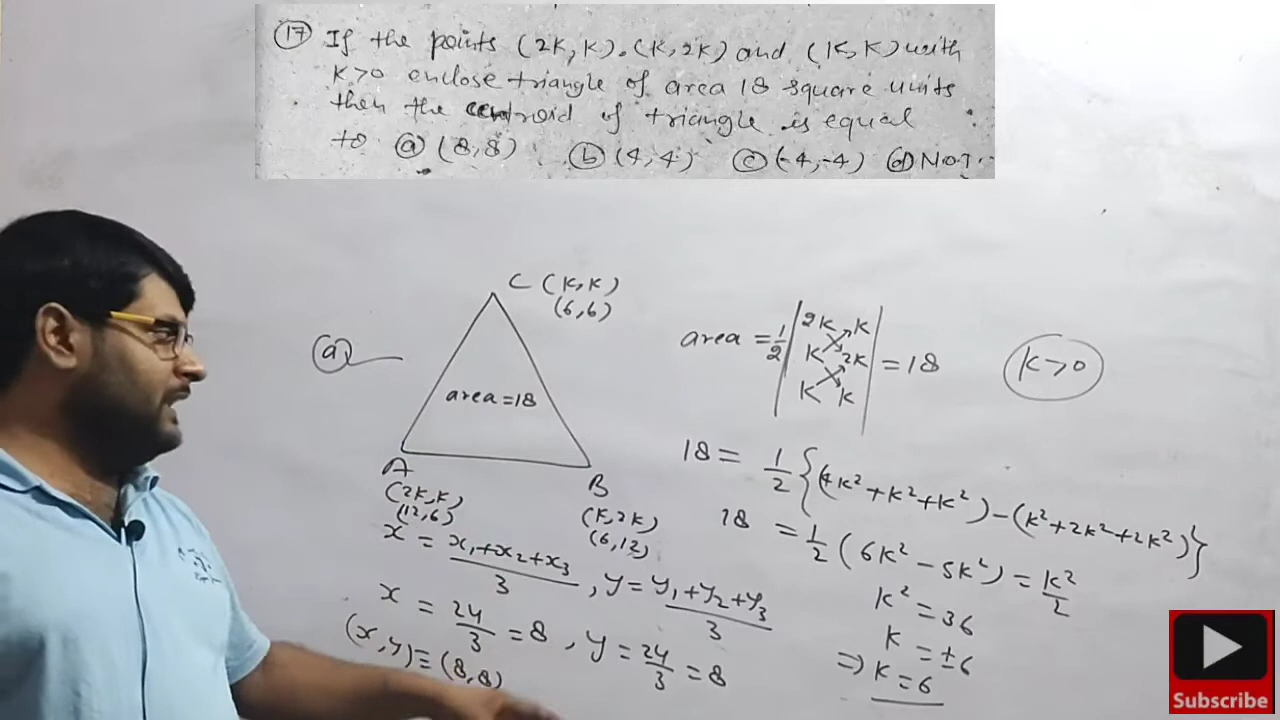 17 If the points (2K, K), (K, 2K) and (K, K) with
K>0 enclose triangle of area 18 square units
then the centroid of triangle is equal
to (a) (8, 8) (b) (4, 4) (c) (-4, -4) (d) N.O.T.
C (K, K)
(6, 6)
(a)
area=18
A
(2K, K)
(12, 6)
B
(K, 2K)
(6, 12)
x = x₁+x₂+x₃/3, y = y₁+y₂+y₃/3
x = 24/3 = 8, y = 24/3 = 8
(x, y) ≡ (8, 8)
area = 1/2 | 2K K
K 2K
K K | = 18
K>0
18 = 1/2 {(4K²+K²+K²) - (K²+2K²+2K²)}
18 = 1/2 (6K² - 5K²) = K²/2
K² = 36
K = ±6
⇒ K = 6
Subscribe